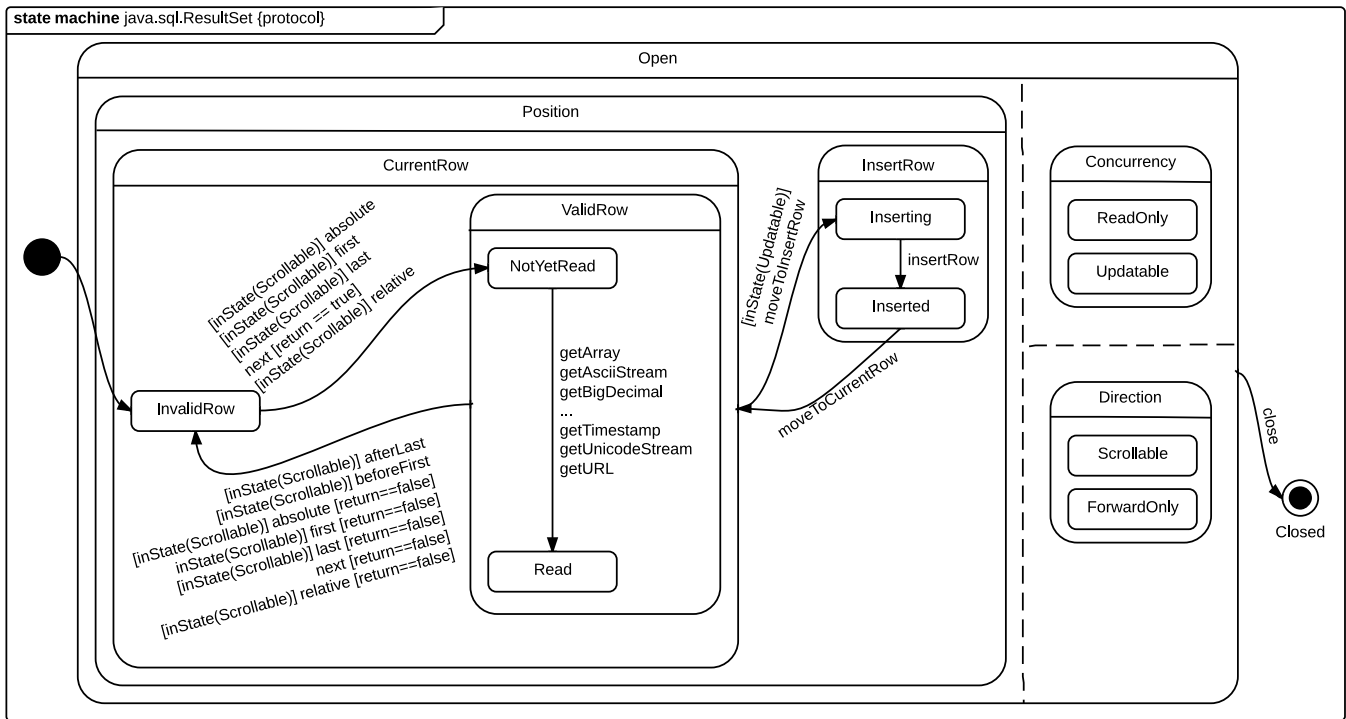 state machine java.sql.ResultSet {protocol}
Open
Position
CurrentRow
InvalidRow
[inState(Scrollable)] absolute
[inState(Scrollable)] first
[inState(Scrollable)] last
next [return == true]
[inState(Scrollable)] relative
ValidRow
NotYetRead
getArray
getAsciiStream
getBigDecimal
...
getTimestamp
getUnicodeStream
getURL
Read
[inState(Scrollable)] afterLast
[inState(Scrollable)] beforeFirst
[inState(Scrollable)] absolute [return==false]
inState(Scrollable)] first [return==false]
[inState(Scrollable)] last [return==false]
next [return==false]
[inState(Scrollable)] relative [return==false]
[inState(Updatable)]
moveToInsertRow
InsertRow
Inserting
insertRow
Inserted
moveToCurrentRow
Concurrency
ReadOnly
Updatable
Direction
Scrollable
ForwardOnly
close
Closed